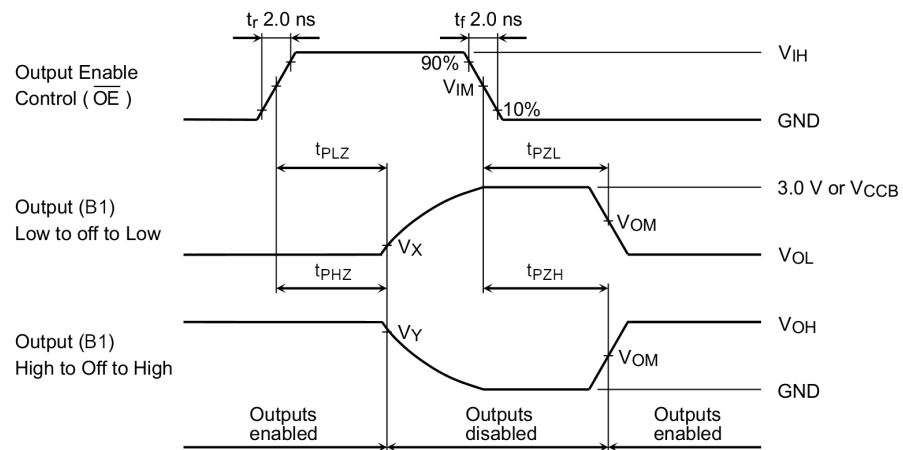 tr 2.0 ns
tf 2.0 ns
Output Enable
Control ( OE )
90%
VIM
10%
VIH
GND
tPLZ
tPZL
Output (B1)
Low to off to Low
VX
VOM
3.0 V or VCCB
VOL
tPHZ
tPZH
Output (B1)
High to Off to High
VY
VOM
VOH
GND
Outputs
enabled
Outputs
disabled
Outputs
enabled